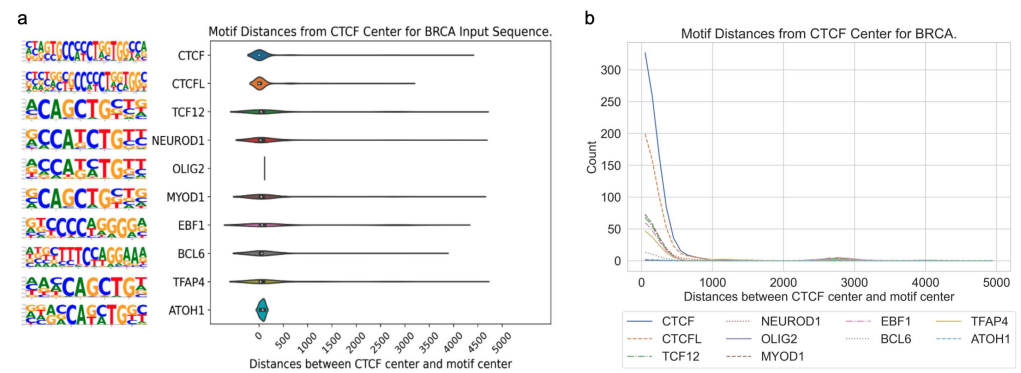 a
Motif Distances from CTCF Center for BRCA Input Sequence.
CTCF
CTCFL
TCF12
NEUROD1
OLIG2
MYOD1
EBF1
BCL6
TFAP4
ATOH1
0 500 1000 1500 2000 2500 3000 3500 4000 4500 5000
Distances between CTCF center and motif center
b
Motif Distances from CTCF Center for BRCA.
Count
300
250
200
150
100
50
0
0 1000 2000 3000 4000 5000
Distances between CTCF center and motif center
CTCF NEUROD1 EBF1 TFAP4
CTCFL OLIG2 BCL6 ATOH1
TCF12 MYOD1